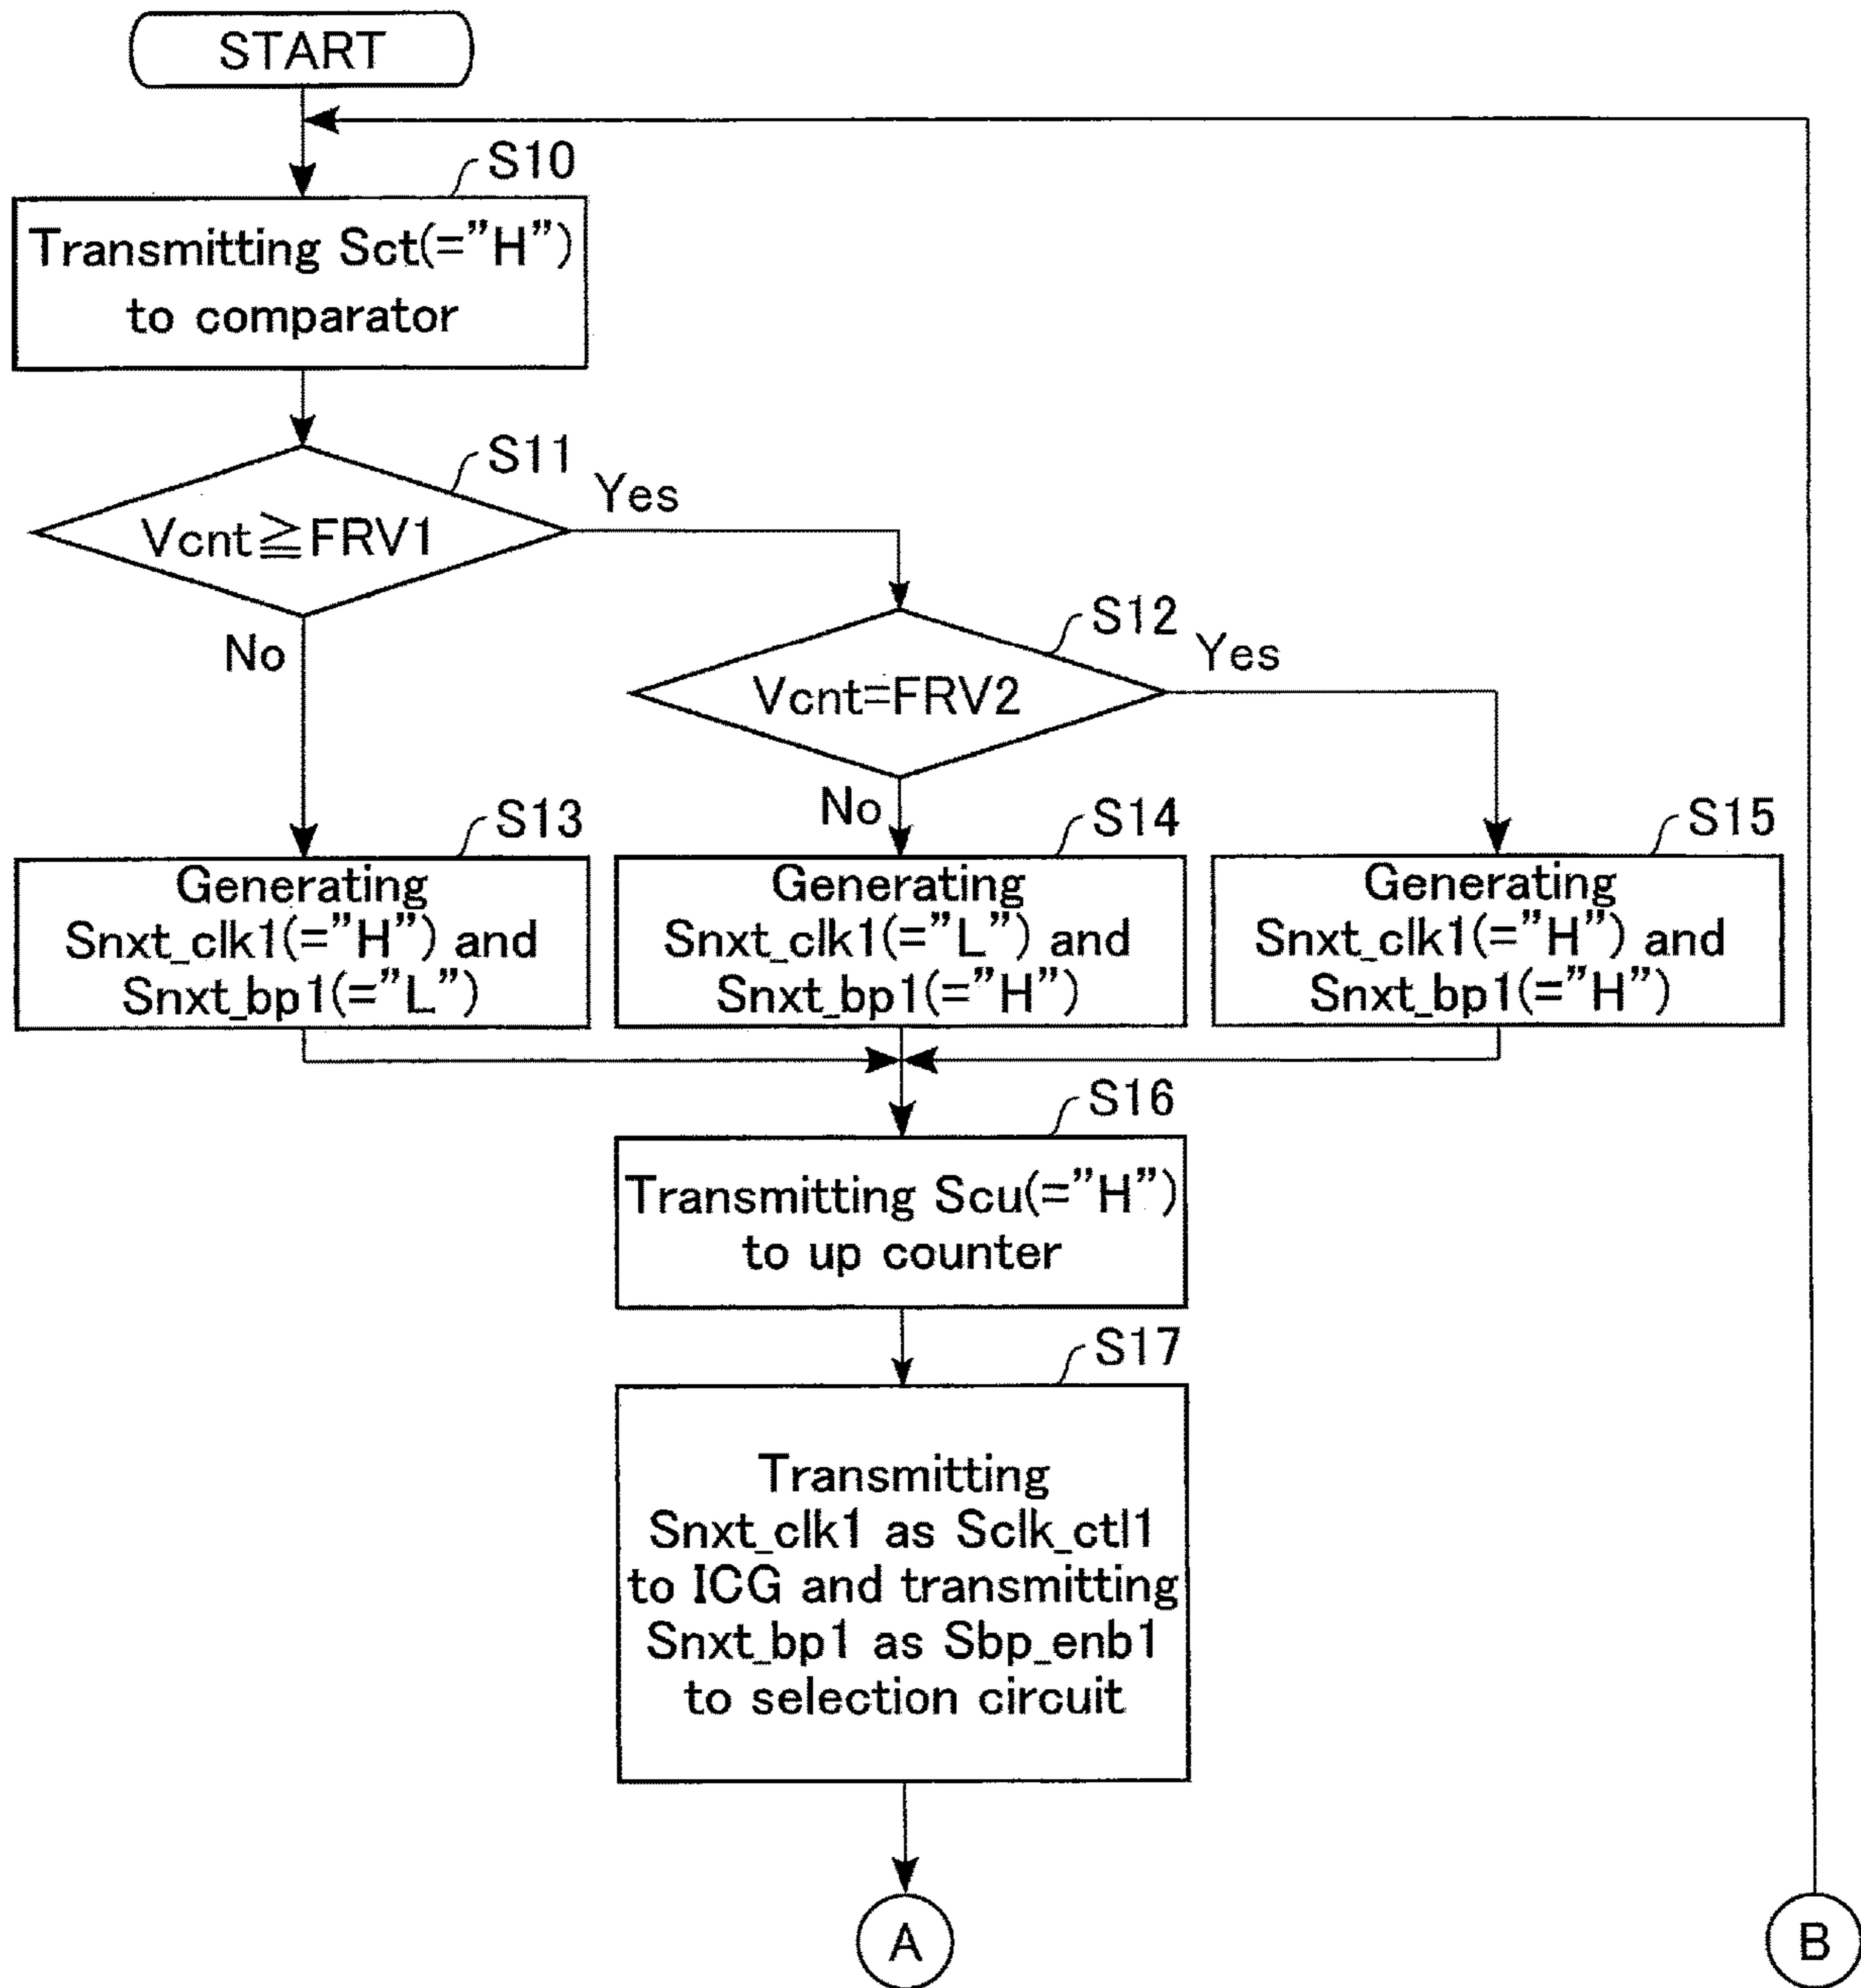 START
S10
Transmitting Sct(="H")
to comparator
S11
Vcnt≧FRV1
Yes
No
S12
Vcnt=FRV2
Yes
No
S13
Generating
Snxt_clk1(="H") and
Snxt_bp1(="L")
S14
Generating
Snxt_clk1(="L") and
Snxt_bp1(="H")
S15
Generating
Snxt_clk1(="H") and
Snxt_bp1(="H")
S16
Transmitting Scu(="H")
to up counter
S17
Transmitting
Snxt_clk1 as Sclk_ctl1
to ICG and transmitting
Snxt_bp1 as Sbp_enb1
to selection circuit
A
B